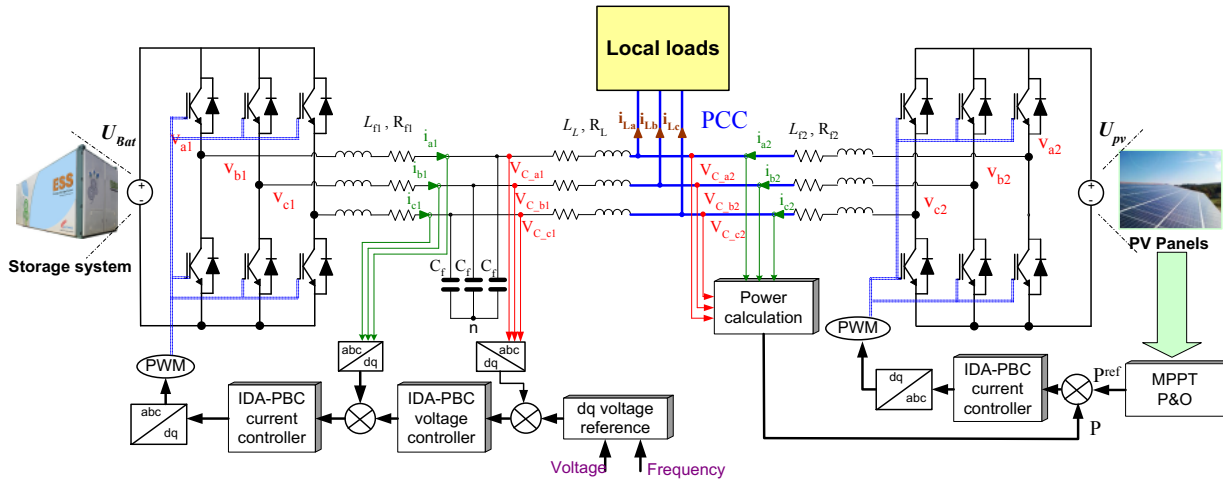 Local loads
U_Bat
ESS
Storage system
v_a1
v_b1
v_c1
L_f1 , R_f1
i_a1
i_b1
i_c1
V_C_a1
V_C_b1
V_C_c1
L_L , R_L
i_La i_Lb i_Lc
PCC
V_C_a2
V_C_b2
V_C_c2
i_a2
i_b2
i_c2
L_f2 , R_f2
v_a2
v_b2
v_c2
U_pv
PV Panels
C_f C_f C_f
n
Power
calculation
PWM
PWM
abc
dq
abc
dq
abc
dq
IDA-PBC
current
controller
IDA-PBC
voltage
controller
dq voltage
reference
Voltage
Frequency
dq
abc
IDA-PBC
current
controller
P^ref
P
MPPT
P&O